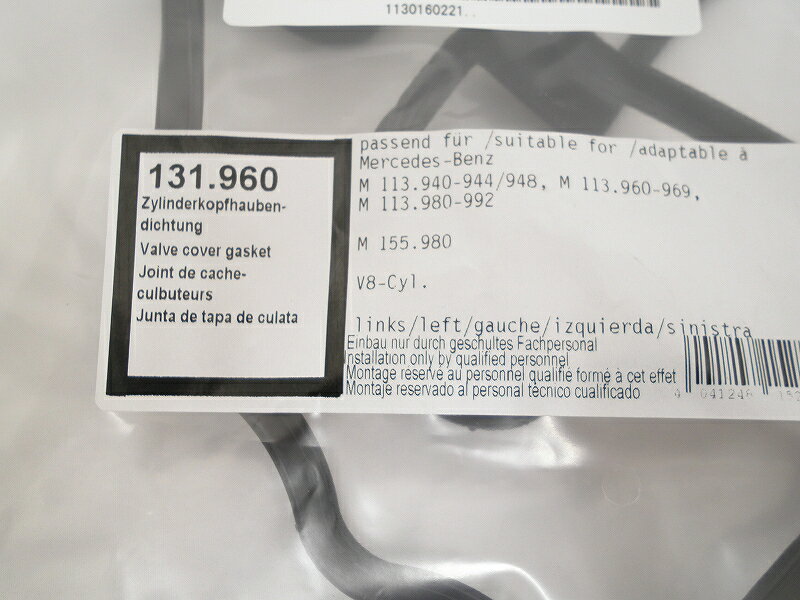 1130160221..
131.960
Zylinderkopfhauben-
dichtung
Valve cover gasket
Joint de cache-
culbuteurs
Junta de tapa de culata
passend für /suitable for /adaptable à
Mercedes-Benz
M 113.940-944/948, M 113.960-969,
M 113.980-992
M 155.980
V8-Cyl.
links/left/gauche/izquierda/sinistra
Einbau nur durch geschultes Fachpersonal
Installation only by qualified personnel
Montage reservé au personnel qualifié formé à cet effet
Montaje reservado al personal técnico cualificado
4 041248